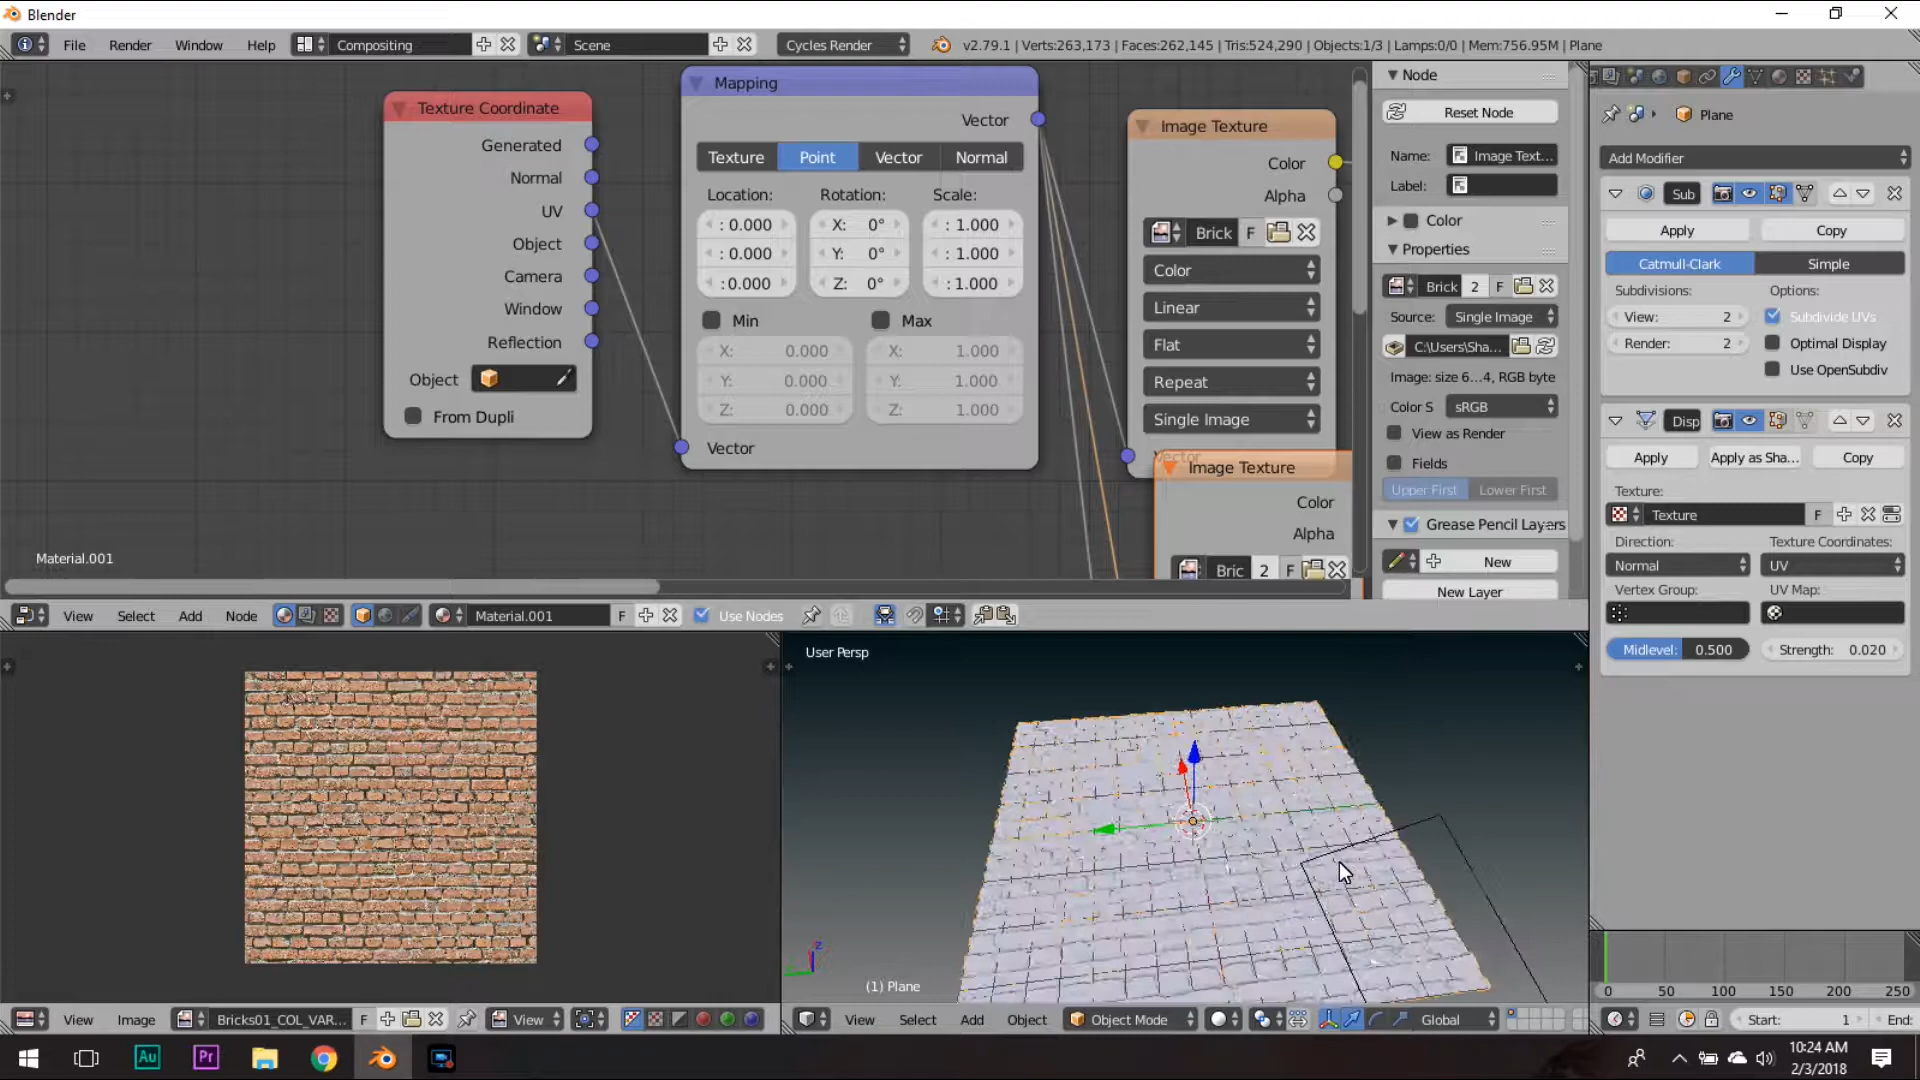 Blender
File Render Window Help Compositing Scene Cycles Render v2.79.1 | Verts:263,173 | Faces:262,145 | Tris:524,290 | Objects:1/3 | Lamps:0/0 | Mem:756.95M | Plane
Texture Coordinate
Generated
Normal
UV
Object
Camera
Window
Reflection
Object
From Dupli
Mapping
Vector
Texture Point Vector Normal
Location: Rotation: Scale:
: 0.000 X: 0° : 1.000
: 0.000 Y: 0° : 1.000
: 0.000 Z: 0° : 1.000
Min Max
X: 0.000 X: 1.000
Y: 0.000 Y: 1.000
Z: 0.000 Z: 1.000
Vector
Image Texture
Color
Alpha
Brick F
Color
Linear
Flat
Repeat
Single Image
Vector
Image Texture
Color
Alpha
Bric 2 F
Material.001
Node
Reset Node
Name: Image Text...
Label:
Color
Properties
Brick 2 F
Source: Single Image
C:\Users\Sha...
Image: size 6...4, RGB byte
Color S sRGB
View as Render
Fields
Upper First Lower First
Grease Pencil Layers
New
New Layer
Plane
Add Modifier
Sub
Apply Copy
Catmull-Clark Simple
Subdivisions: Options:
View: 2 Subdivide UVs
Render: 2 Optimal Display
Use OpenSubdiv
Disp
Apply Apply as Sha... Copy
Texture:
Texture F
Direction: Texture Coordinates:
Normal UV
Vertex Group: UV Map:
Midlevel: 0.500 Strength: 0.020
View Select Add Node Material.001 F Use Nodes
User Persp
(1) Plane
0 50 100 150 200 250
View Image Bricks01_COL_VAR... F View
View Select Add Object Object Mode Global
Start: 1 End:
Au Pr
10:24 AM
2/3/2018